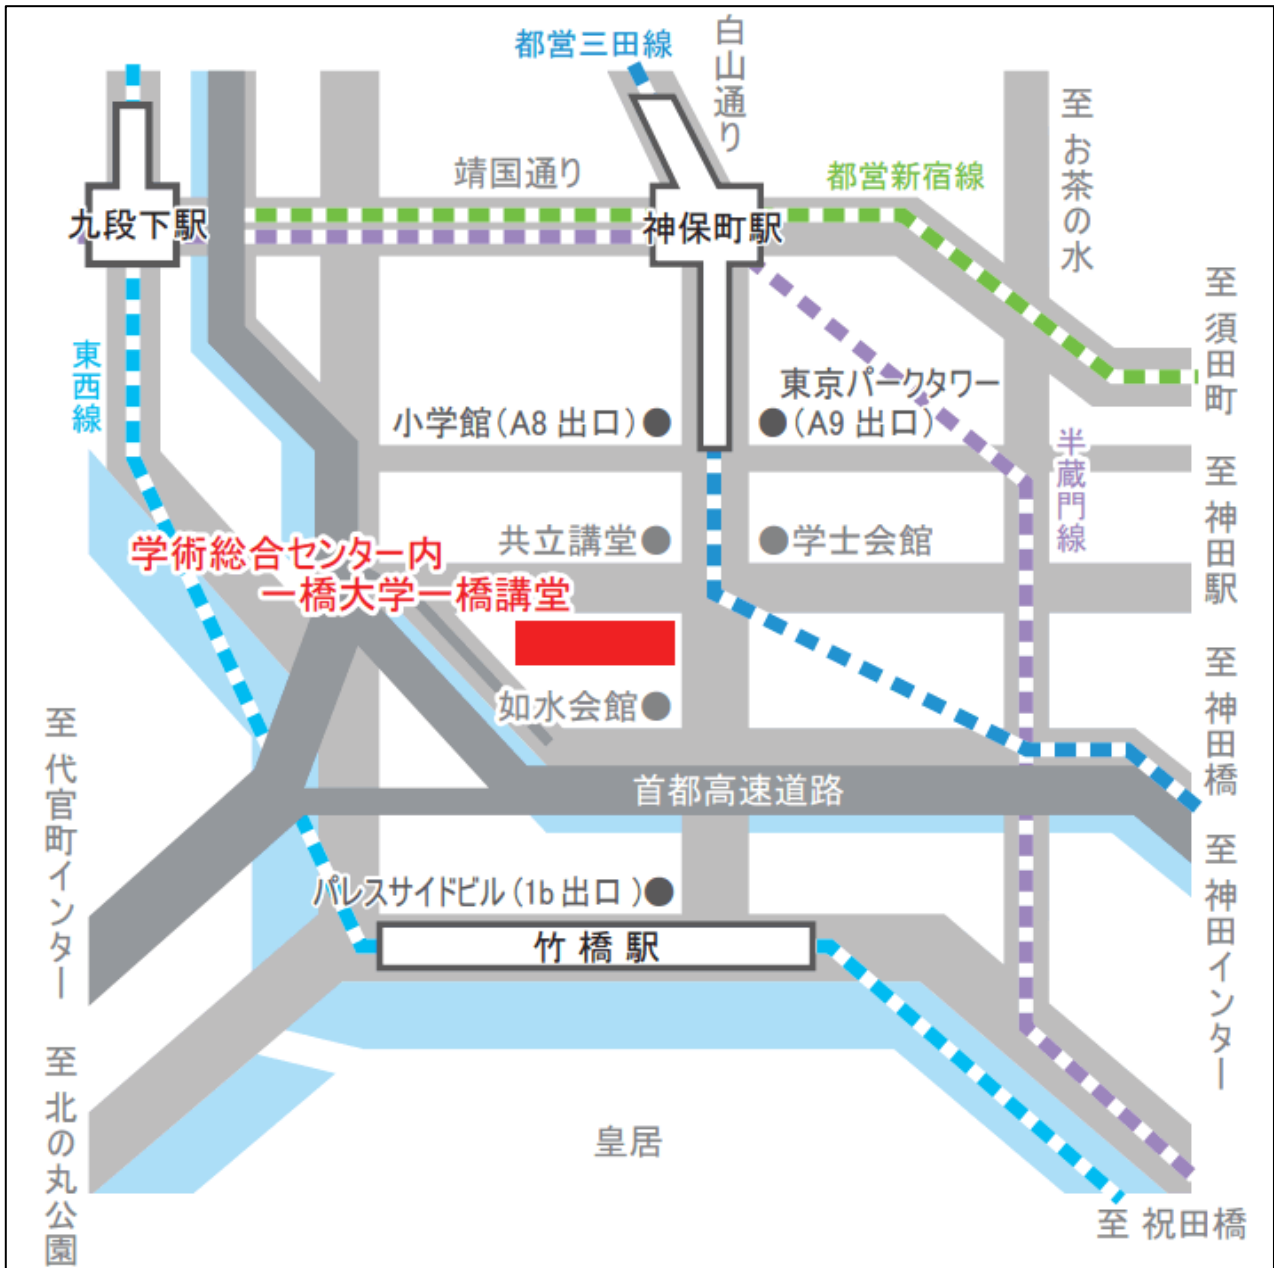 都営三田線
白山通り
至 お茶の水
靖国通り
都営新宿線
九段下駅
神保町駅
至 須田町
東西線
東京パークタワー
小学館(A8 出口)●
●(A9 出口)
半蔵門線
至 神田駅
共立講堂●
●学士会館
学術総合センター内
一橋大学一橋講堂
如水会館●
至 神田橋
至 代官町インター
首都高速道路
至 神田インター
パレスサイドビル(1b 出口)●
竹橋駅
至 北の丸公園
皇居
至 祝田橋